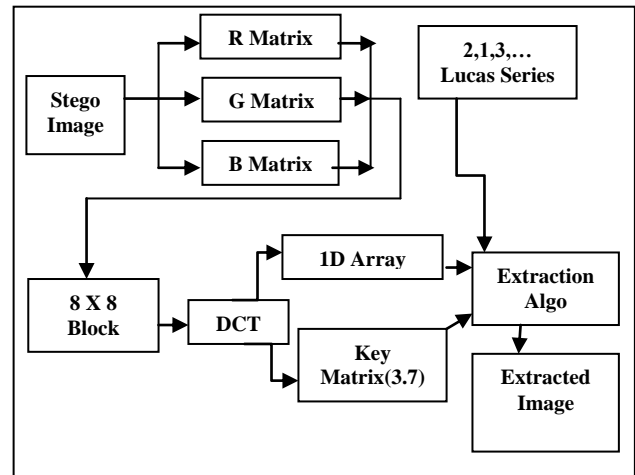 R Matrix
2,1,3,...
Lucas Series
Stego
Image
G Matrix
B Matrix
1D Array
Extraction
Algo
8 X 8
Block
DCT
Key
Matrix(3.7)
Extracted
Image